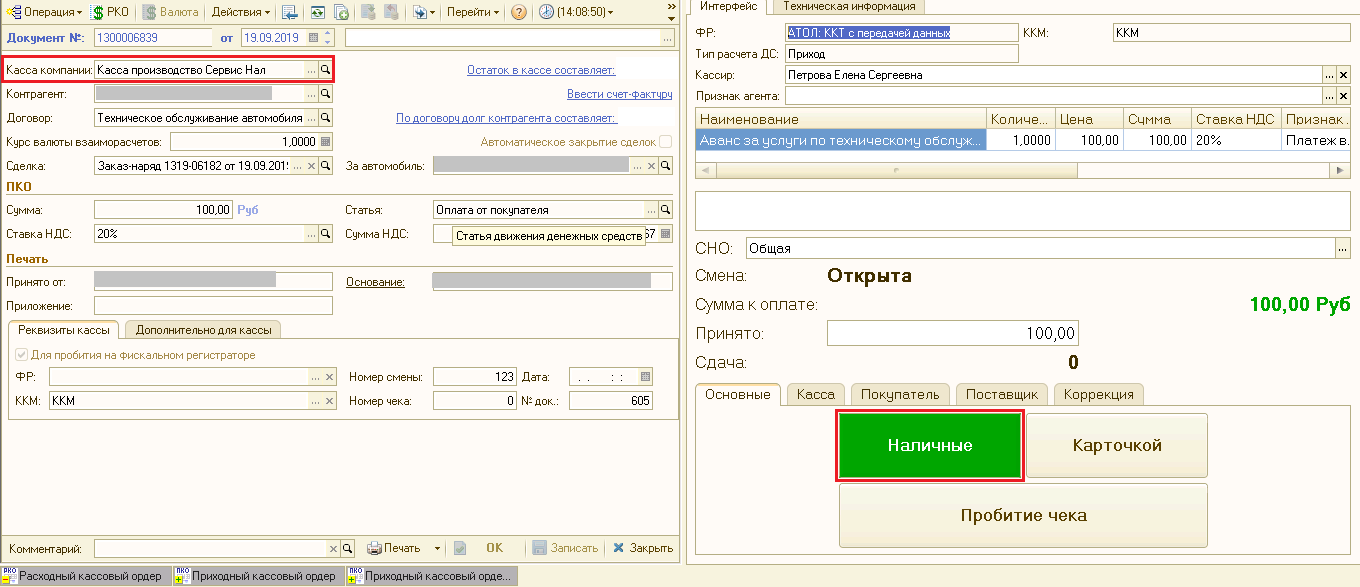 Операция РКО Валюта Действия Перейти (14:08:50) »
Документ №: 1300006839 от 19.09.2019 ...
Касса компании: Касса производство Сервис Нал ... Остаток в кассе составляет:
Контрагент: ... Ввести счет-фактуру
Договор: Техническое обслуживание автомобиля ... По договору долг контрагента составляет:
Курс валюты взаиморасчетов: 1,0000 Автоматическое закрытие сделок
Сделка: Заказ-наряд 1319-06182 от 19.09.201 ... × За автомобиль: ... ×
ПКО
Сумма: 100,00 Руб Статья: Оплата от покупателя ...
Ставка НДС: 20% ... Сумма НДС: 67
Статья движения денежных средств
Печать
Принято от: Основание:
Приложение:
Реквизиты кассы Дополнительно для кассы
Для пробития на фискальном регистраторе
ФР: ... × Номер смены: 123 Дата: . . : :
ККМ: ККМ ... × Номер чека: 0 № док.: 605
Комментарий: × Печать OK Записать Закрыть
РКО Расходный кассовый ордер ПКО Приходный кассовый ордер ПКО Приходный кассовый орде...
Интерфейс Техническая информация
ФР: АТОЛ: ККТ с передачей данных ККМ: ККМ
Тип расчета ДС: Приход
Кассир: Петрова Елена Сергеевна ... ×
Признак агента: ... ×
Наименование Количе... Цена Сумма Ставка НДС Признак .
Аванс за услуги по техническому обслуж... 1,0000 100,00 100,00 20% Платеж в.
СНО: Общая ...
Смена: Открыта
Сумма к оплате: 100,00 Руб
Принято: 100,00
Сдача: 0
Основные Касса Покупатель Поставщик Коррекция
Наличные Карточкой
Пробитие чека